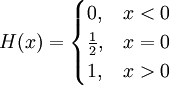 H(x) = { 0, x < 0
1/2, x = 0
1, x > 0